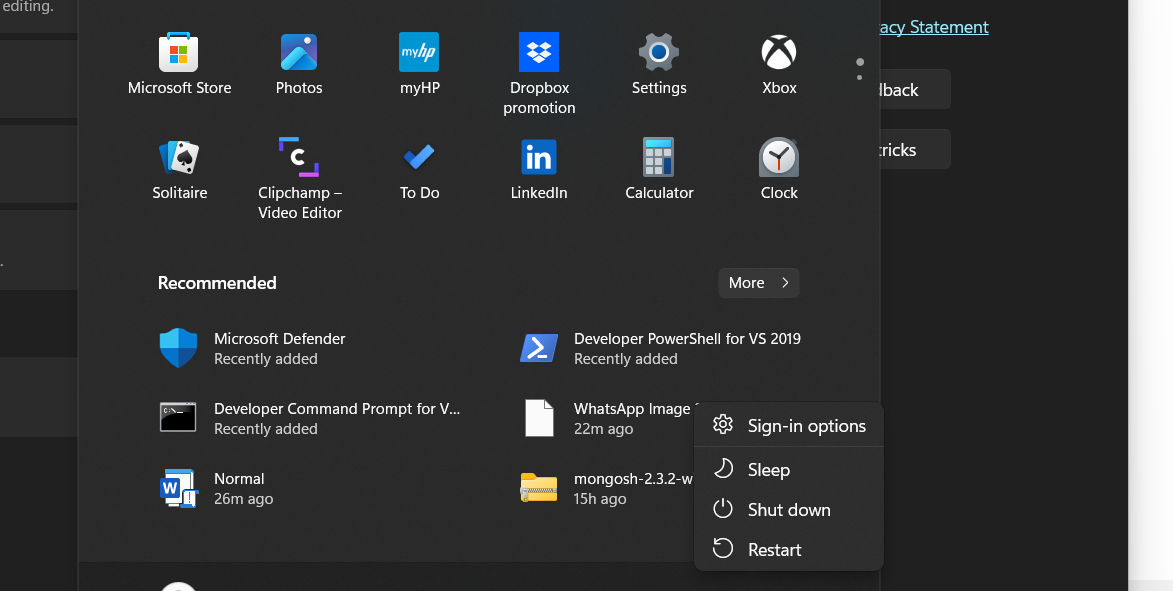 editing.
acy Statement
Microsoft Store
Photos
myhp
myHP
Dropbox
promotion
Settings
Xbox
dback
tricks
Solitaire
C
Clipchamp –
Video Editor
To Do
in
LinkedIn
Calculator
Clock
Recommended
More
Microsoft Defender
Recently added
Developer PowerShell for VS 2019
Recently added
C:\_
Developer Command Prompt for V...
Recently added
WhatsApp Image
22m ago
W
Normal
26m ago
mongosh-2.3.2-w
15h ago
Sign-in options
Sleep
Shut down
Restart